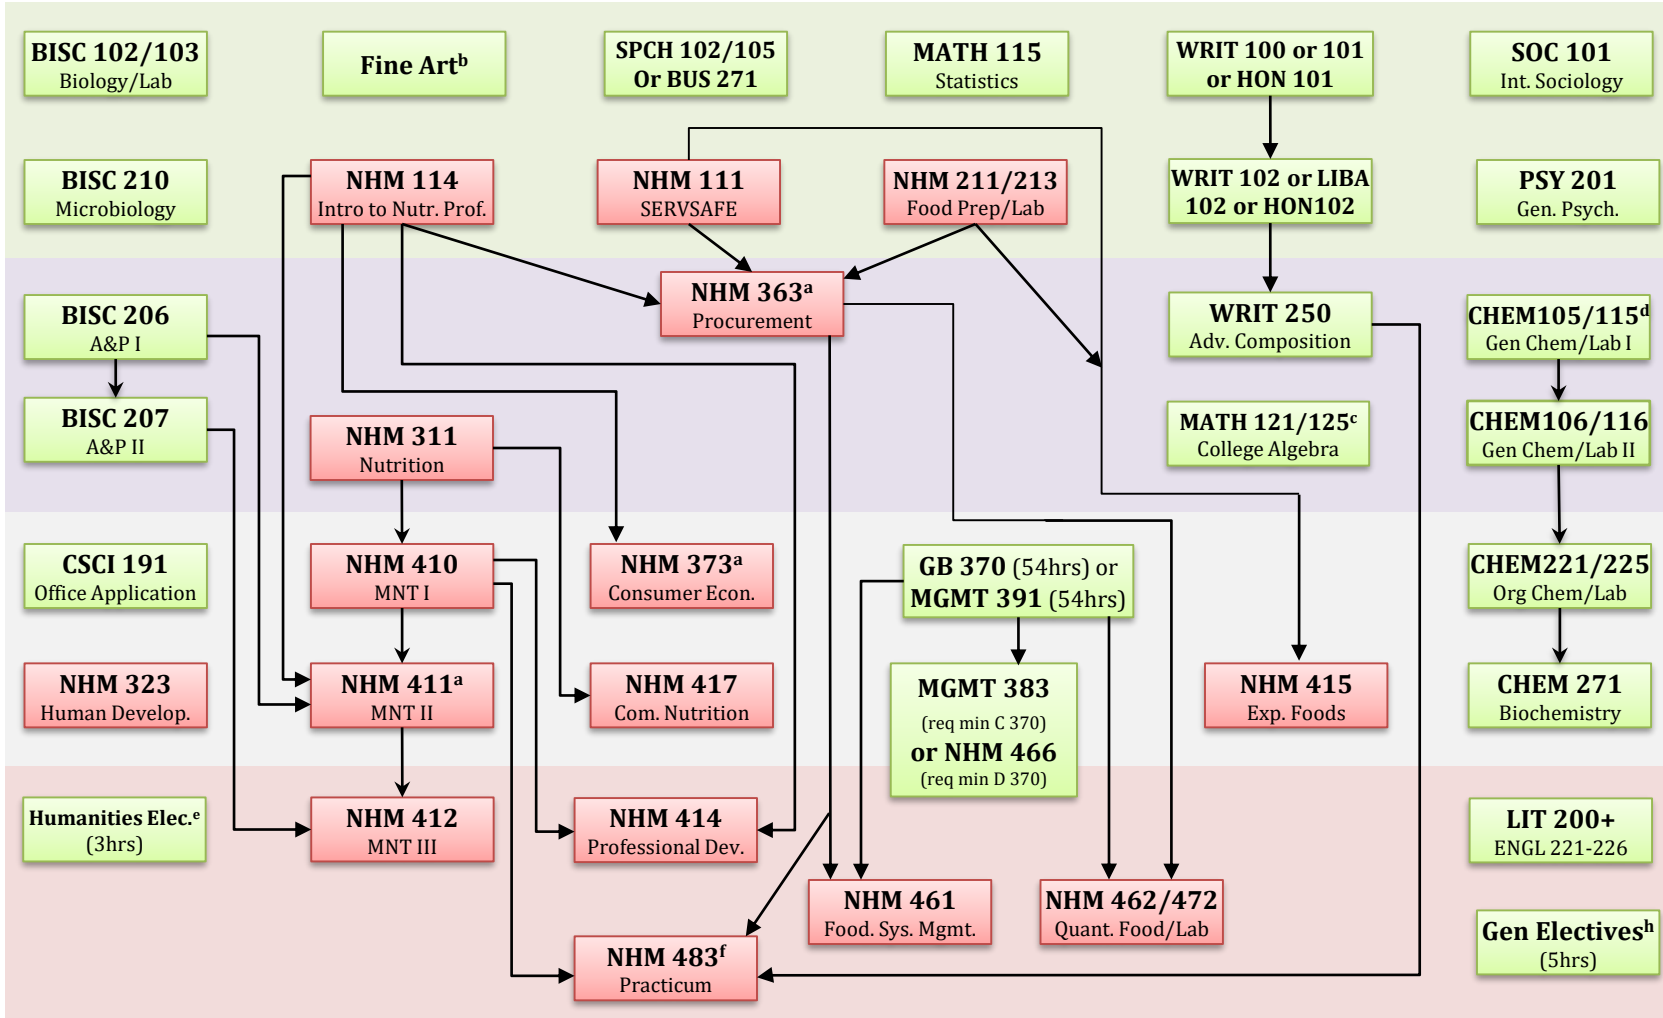 BISC 102/103
Biology/Lab
Fine Artᵇ
SPCH 102/105
Or BUS 271
MATH 115
Statistics
WRIT 100 or 101
or HON 101
SOC 101
Int. Sociology
BISC 210
Microbiology
NHM 114
Intro to Nutr. Prof.
NHM 111
SERVSAFE
NHM 211/213
Food Prep/Lab
WRIT 102 or LIBA
102 or HON102
PSY 201
Gen. Psych.
BISC 206
A&P I
NHM 363ᵃ
Procurement
WRIT 250
Adv. Composition
CHEM105/115ᵈ
Gen Chem/Lab I
BISC 207
A&P II
NHM 311
Nutrition
MATH 121/125ᶜ
College Algebra
CHEM106/116
Gen Chem/Lab II
CSCI 191
Office Application
NHM 410
MNT I
NHM 373ᵃ
Consumer Econ.
GB 370 (54hrs) or
MGMT 391 (54hrs)
CHEM221/225
Org Chem/Lab
NHM 323
Human Develop.
NHM 411ᵃ
MNT II
NHM 417
Com. Nutrition
MGMT 383
(req min C 370)
or NHM 466
(req min D 370)
NHM 415
Exp. Foods
CHEM 271
Biochemistry
Humanities Elec.ᵉ
(3hrs)
NHM 412
MNT III
NHM 414
Professional Dev.
LIT 200+
ENGL 221-226
NHM 461
Food. Sys. Mgmt.
NHM 462/472
Quant. Food/Lab
NHM 483ᶠ
Practicum
Gen Electivesʰ
(5hrs)